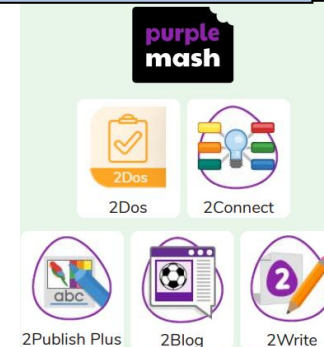 purple
mash
2Dos
2Dos
2Connect
abc
2
2Publish Plus
2Blog
2Write